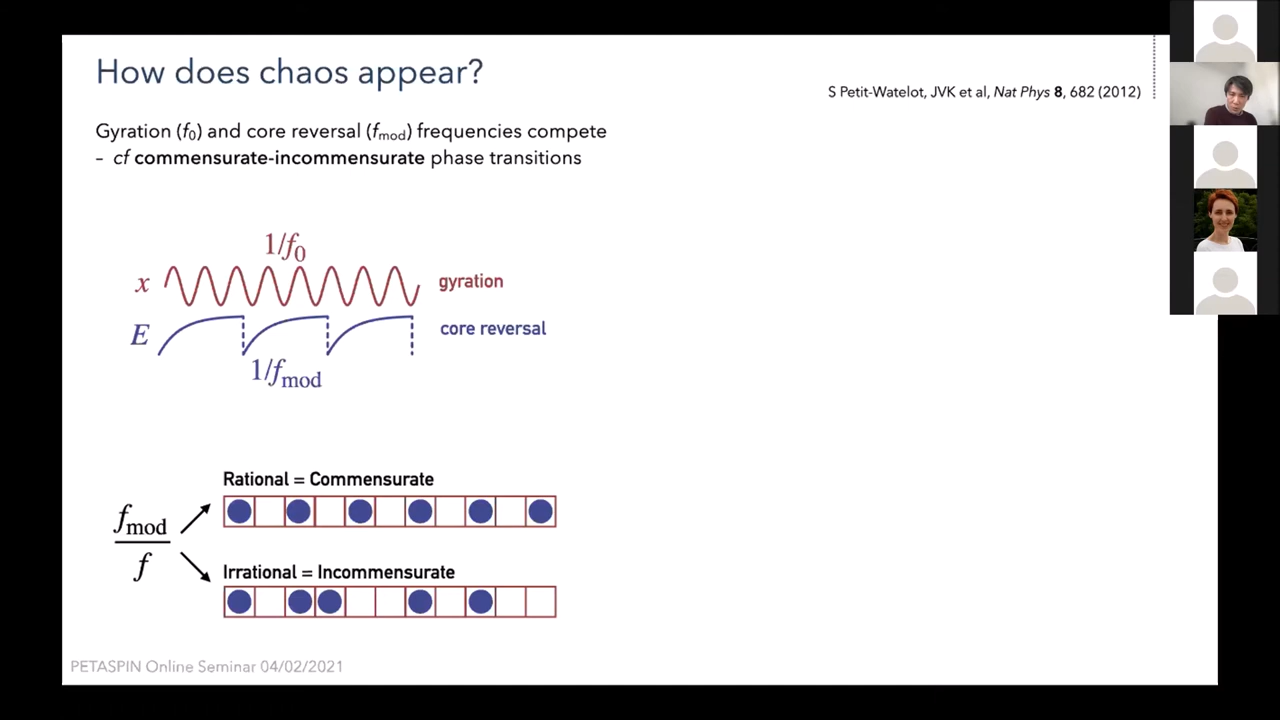 How does chaos appear?
S Petit-Watelot, JVK et al, Nat Phys 8, 682 (2012)
Gyration (f0) and core reversal (fmod) frequencies compete
– cf commensurate-incommensurate phase transitions
1/f0
x
gyration
E
core reversal
1/fmod
Rational = Commensurate
fmod
f
Irrational = Incommensurate
PETASPIN Online Seminar 04/02/2021